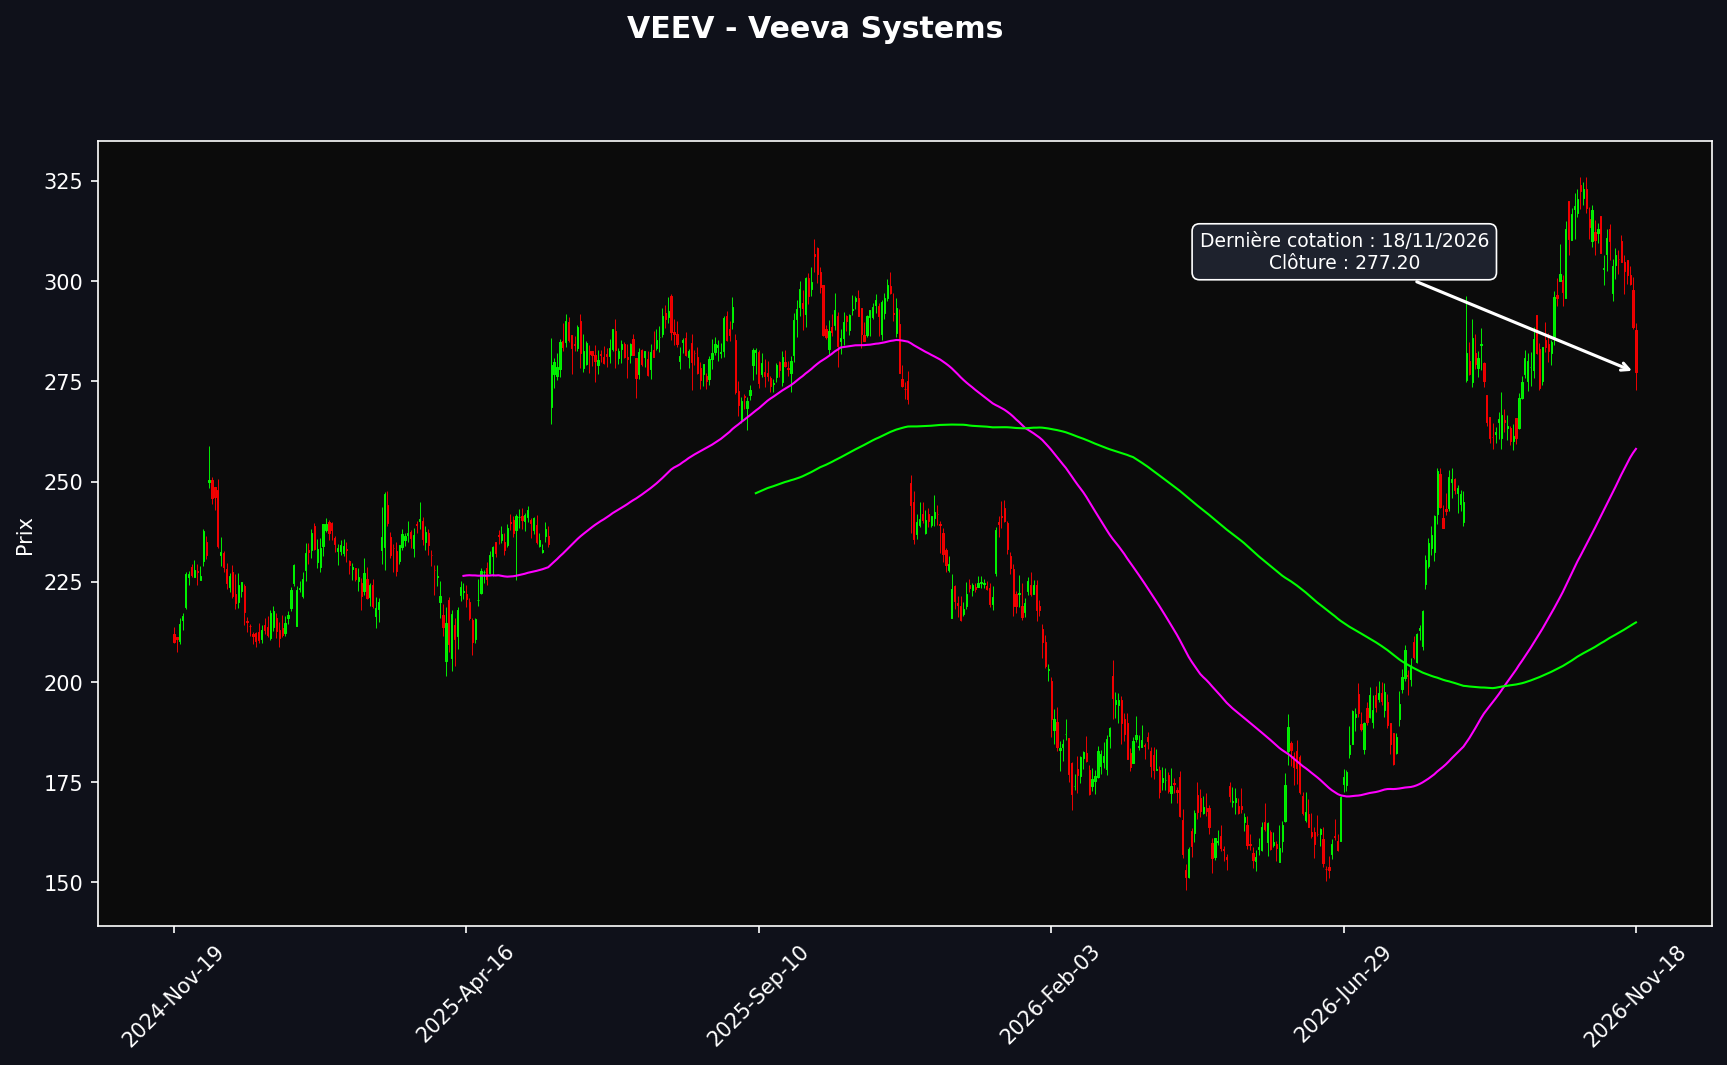 VEEV - Veeva Systems
Prix
325
300
275
250
225
200
175
150
Dernière cotation : 18/11/2026
Clôture : 277.20
2024-Nov-19
2025-Apr-16
2025-Sep-10
2026-Feb-03
2026-Jun-29
2026-Nov-18